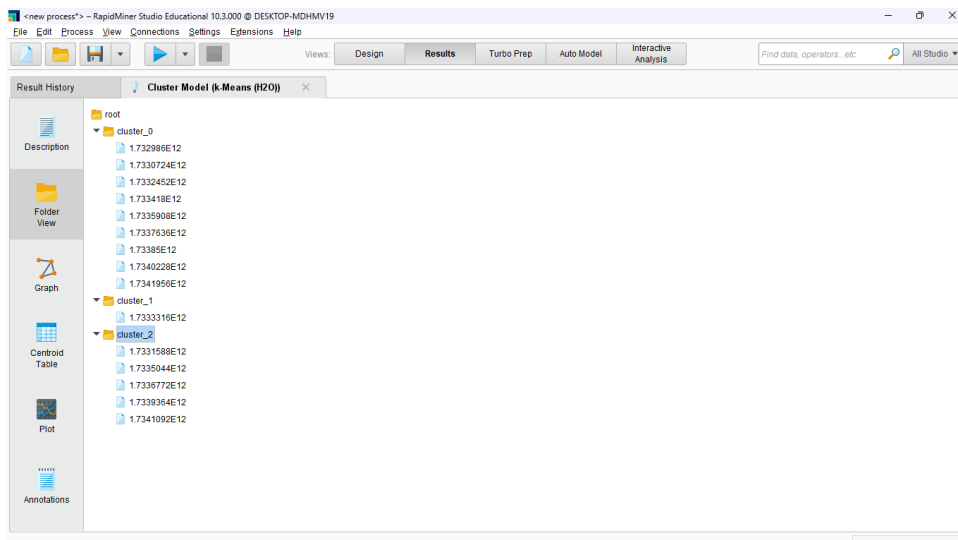 <new process*> – RapidMiner Studio Educational 10.3.000 @ DESKTOP-MDHMV19
File Edit Process View Connections Settings Extensions Help
Views: Design Results Turbo Prep Auto Model Interactive Analysis Find data, operators...etc All Studio
Result History Cluster Model (k-Means (H2O))
Description
Folder
View
Graph
Centroid
Table
Plot
Annotations
root
cluster_0
1.732986E12
1.7330724E12
1.7332452E12
1.733418E12
1.7335908E12
1.7337636E12
1.73385E12
1.7340228E12
1.7341956E12
cluster_1
1.7333316E12
cluster_2
1.7331588E12
1.7335044E12
1.7336772E12
1.7339364E12
1.7341092E12